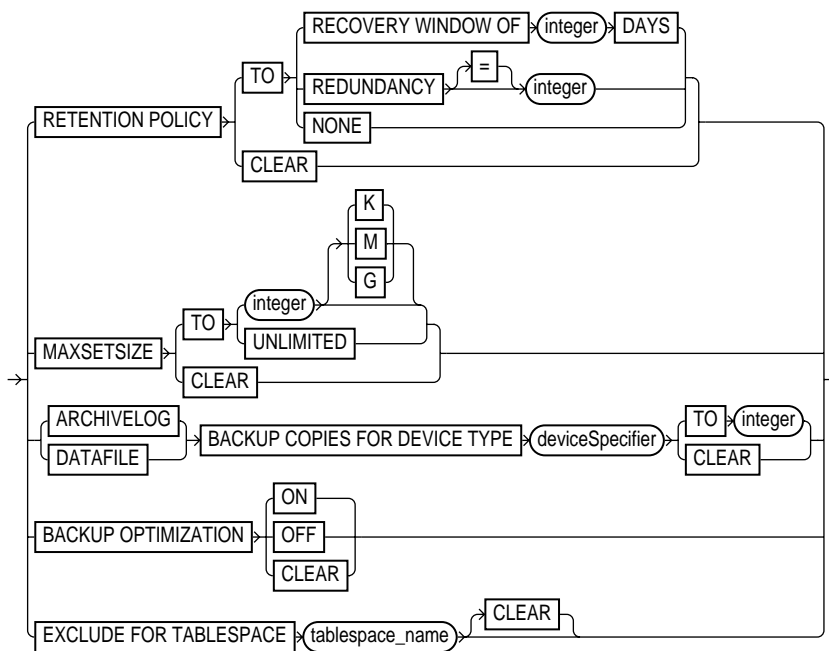 RECOVERY WINDOW OF integer DAYS
TO REDUNDANCY = integer
RETENTION POLICY NONE
CLEAR
K
M
G
integer
TO UNLIMITED
MAXSETSIZE
CLEAR
ARCHIVELOG
DATAFILE
BACKUP COPIES FOR DEVICE TYPE deviceSpecifier
TO integer
CLEAR
ON
BACKUP OPTIMIZATION OFF
CLEAR
EXCLUDE FOR TABLESPACE tablespace_name CLEAR